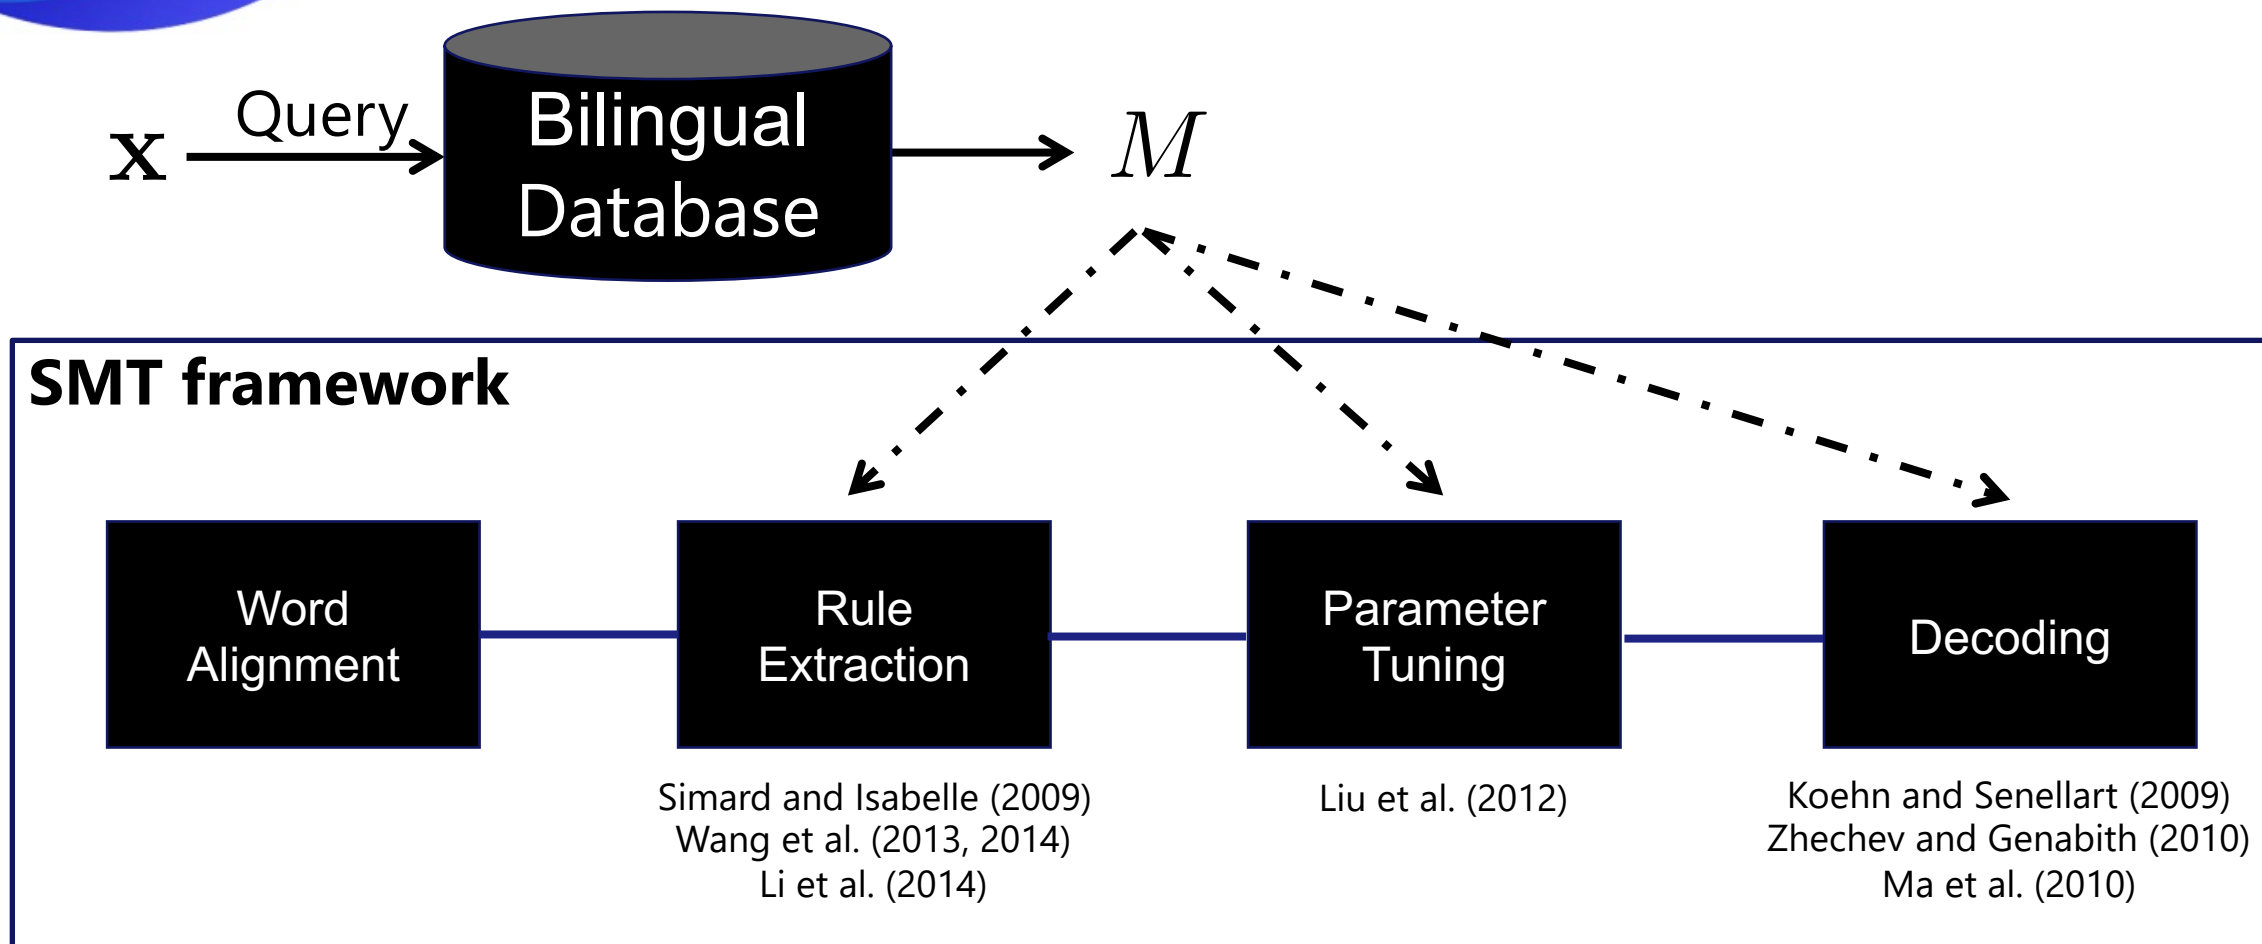 x
Query
Bilingual
Database
M
SMT framework
Word
Alignment
Rule
Extraction
Parameter
Tuning
Decoding
Simard and Isabelle (2009)
Wang et al. (2013, 2014)
Li et al. (2014)
Liu et al. (2012)
Koehn and Senellart (2009)
Zhechev and Genabith (2010)
Ma et al. (2010)